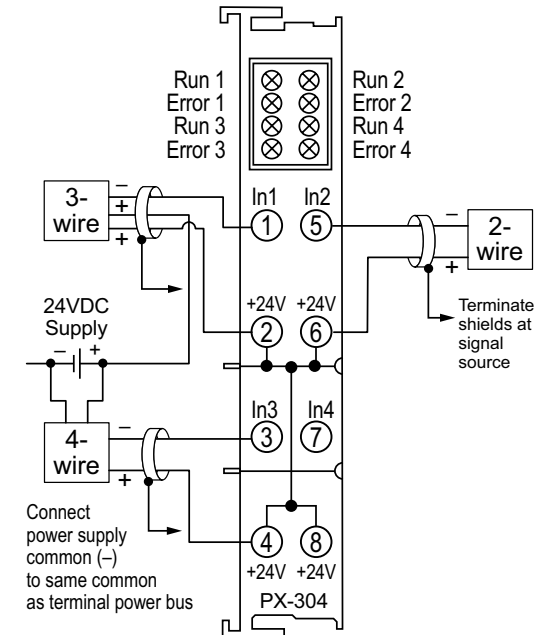 Run 1
Run 2
Error 1
Error 2
Run 3
Run 4
Error 3
Error 4
3-
wire
–
+
+
In1
In2
1
5
–
+
2-
wire
+24V
+24V
2
6
24VDC
Supply
–
+
Terminate
shields at
signal
source
In3
In4
3
7
4-
wire
–
+
Connect
power supply
common (–)
to same common
as terminal power bus
4
8
+24V
+24V
PX-304